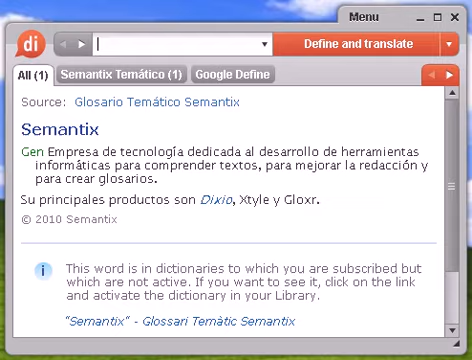 Menu
di
Define and translate
All (1)
Semantix Temático (1)
Google Define
Source: Glosario Temático Semantix
Semantix
Gen Empresa de tecnología dedicada al desarrollo de herramientas
informáticas para comprender textos, para mejorar la redacción y
para crear glosarios.
Su principales productos son Dixio, Xtyle y Gloxr.
© 2010 Semantix
i
This word is in dictionaries to which you are subscribed but
which are not active. If you want to see it, click on the link
and activate the dictionary in your Library.
"Semantix" - Glossari Temàtic Semantix